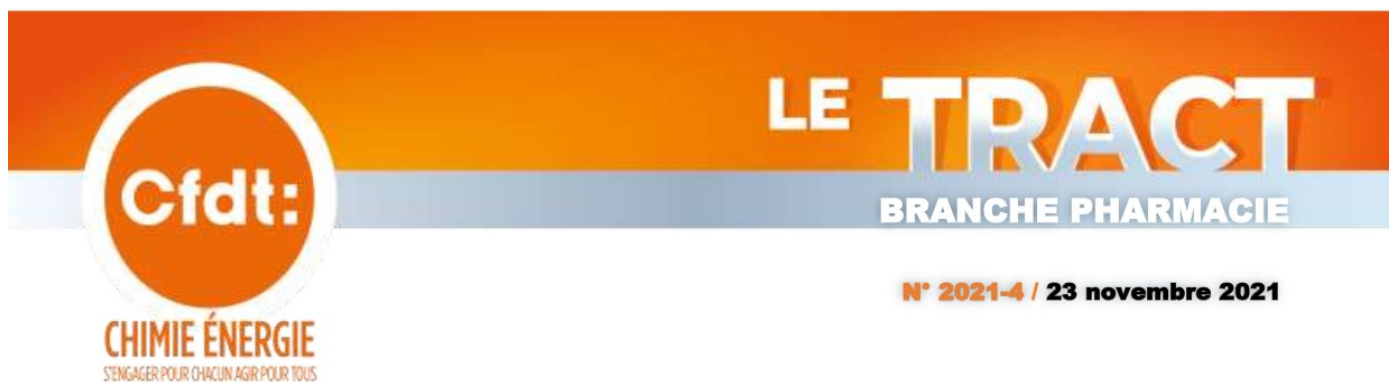 LE TRACT
Cfdt:
BRANCHE PHARMACIE
N° 2021-4 / 23 novembre 2021
CHIMIE ÉNERGIE
S'ENGAGER POUR CHACUN AGIR POUR TOUS